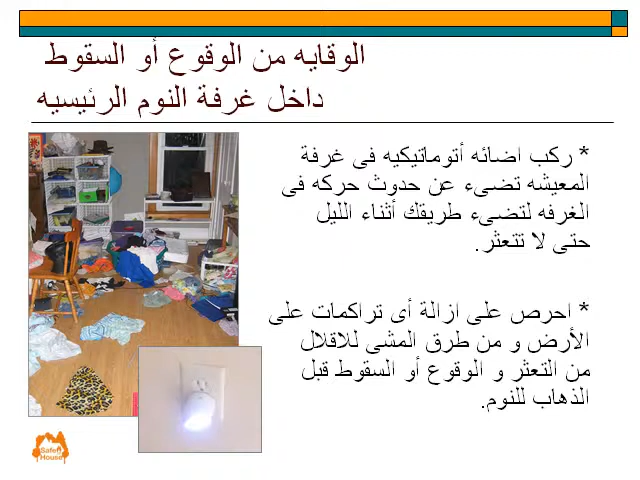 الوقايه من الوقوع أو السقوط
داخل غرفة النوم الرئيسيه
* ركب اضائه أتوماتيكيه فى غرفة
المعيشه تضىء عن حدوث حركه فى
الغرفه لتضىء طريقك أثناء الليل
حتى لا تتعثر.
* احرص على ازالة أى تراكمات على
الأرض و من طرق المشى للاقلال
من التعثر و الوقوع أو السقوط قبل
الذهاب للنوم.
Safe
House